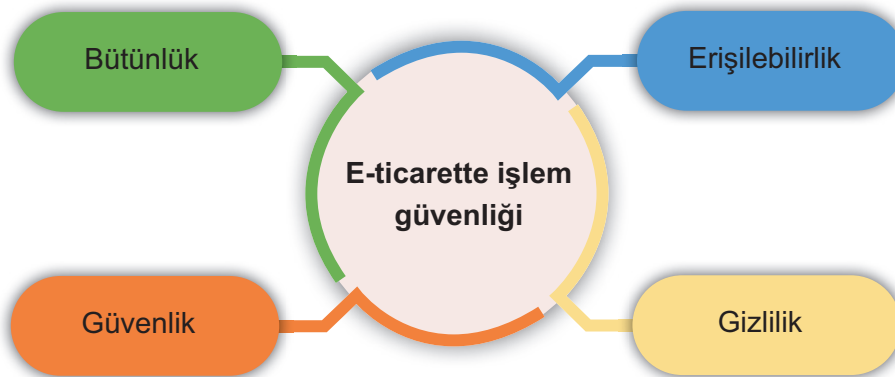 Bütünlük
Erişilebilirlik
E-ticarette işlem
güvenliği
Güvenlik
Gizlilik